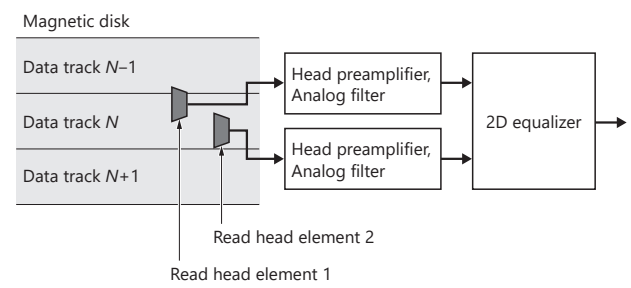 Magnetic disk
Data track N–1
Data track N
Data track N+1
Head preamplifier,
Analog filter
Head preamplifier,
Analog filter
2D equalizer
Read head element 2
Read head element 1